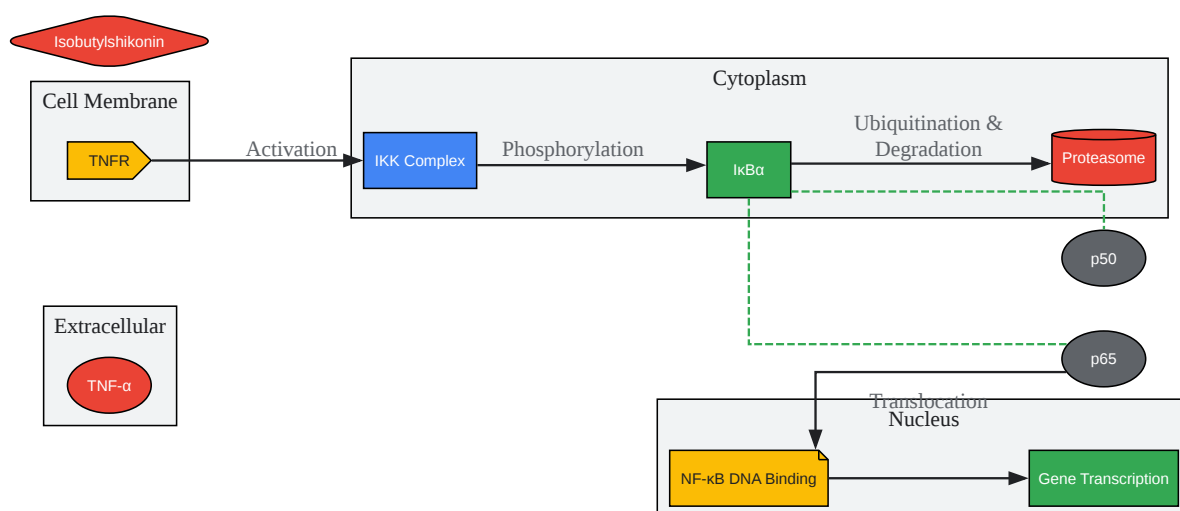 Isobutylshikonin
Cell Membrane
TNFR
Activation
Cytoplasm
IKK Complex
Phosphorylation
IκBα
Ubiquitination &
Degradation
Proteasome
p50
Extracellular
TNF-α
p65
Translocation
Nucleus
NF-κB DNA Binding
Gene Transcription